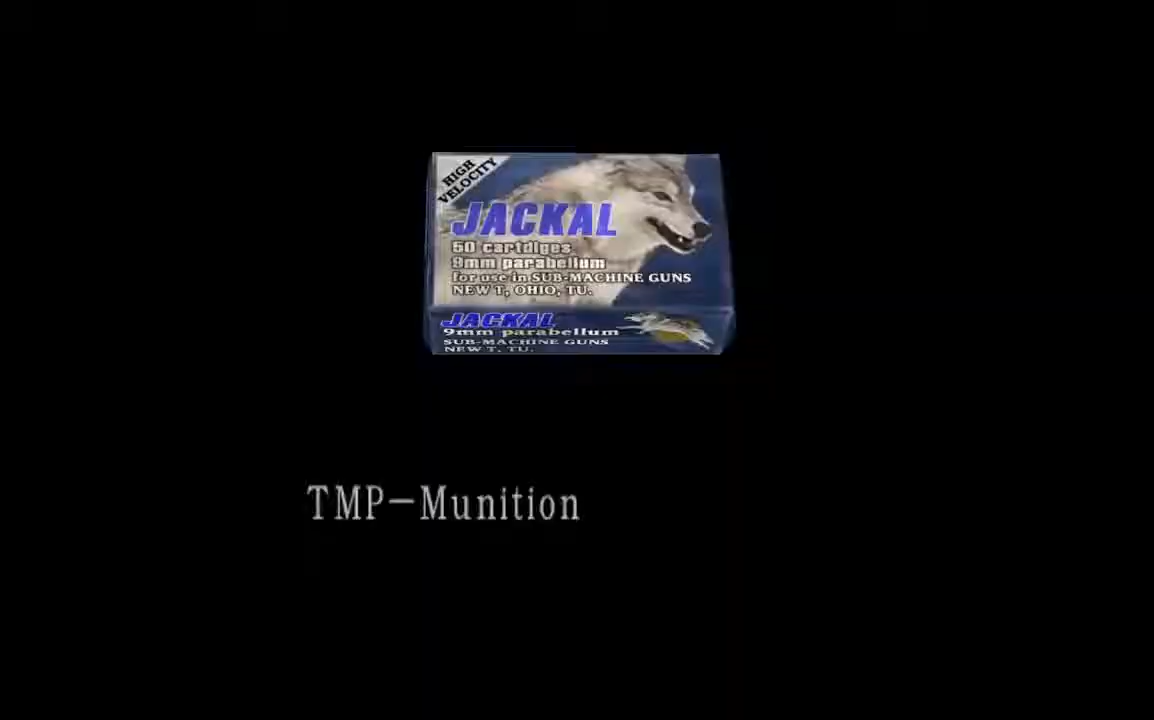 HIGH
VELOCITY
JACKAL
50 cartdiges
9mm parabellum
for use in SUB-MACHINE GUNS
NEW T, OHIO, TU.
JACKAL
9mm parabellum
SUB-MACHINE GUNS
NEW T. TU.
TMP-Munition